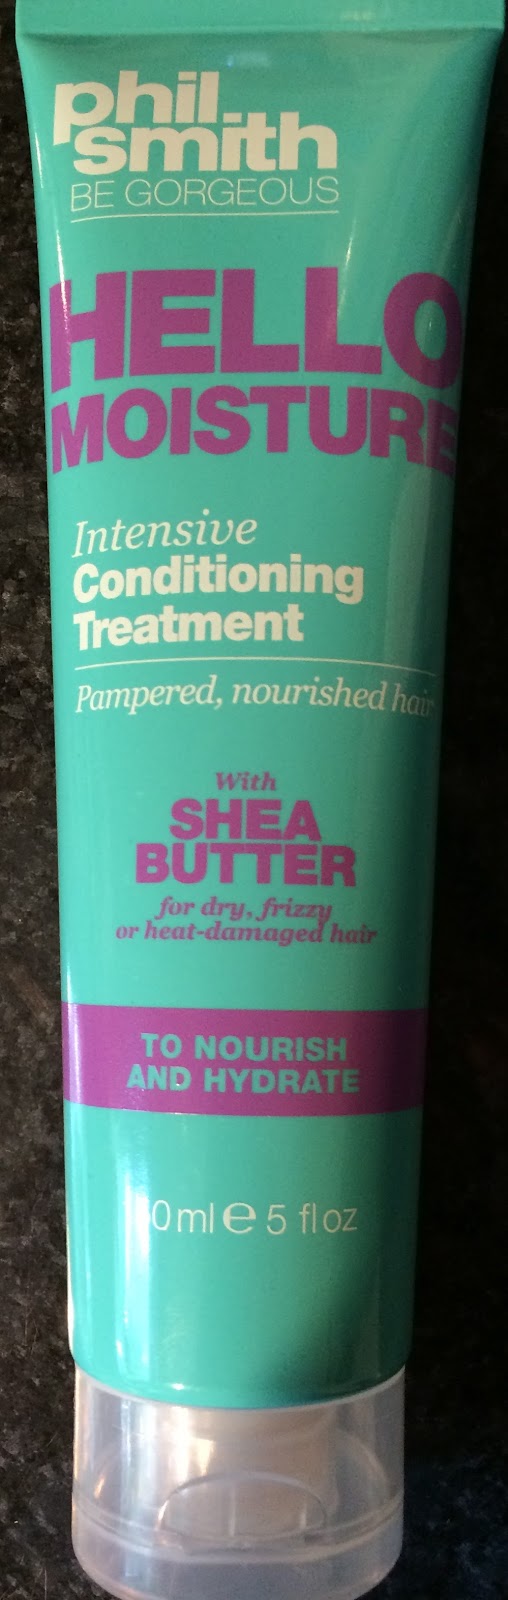 phil
smith
BE GORGEOUS
HELLO
MOISTURE
Intensive
Conditioning
Treatment
Pampered, nourished hair
With
SHEA
BUTTER
for dry, frizzy
or heat-damaged hair
TO NOURISH
AND HYDRATE
0ml e 5 fl oz